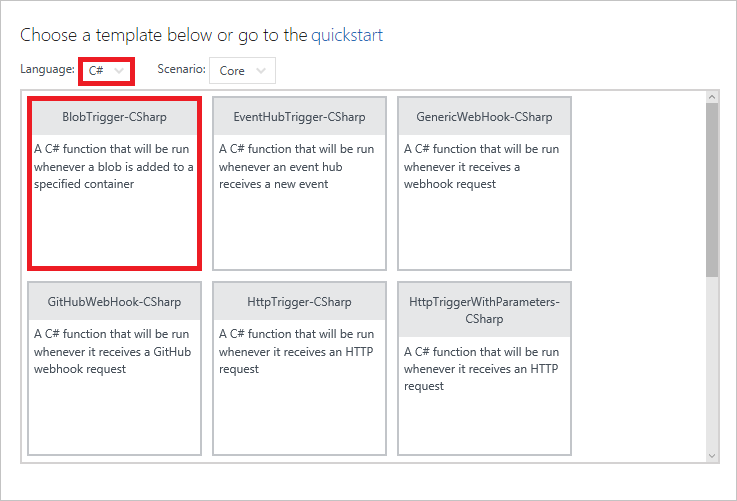 Choose a template below or go to the quickstart
Language: C# Scenario: Core
BlobTrigger-CSharp
A C# function that will be run
whenever a blob is added to a
specified container
EventHubTrigger-CSharp
A C# function that will be run
whenever an event hub
receives a new event
GenericWebHook-CSharp
A C# function that will be run
whenever it receives a
webhook request
GitHubWebHook-CSharp
A C# function that will be run
whenever it receives a GitHub
webhook request
HttpTrigger-CSharp
A C# function that will be run
whenever it receives an HTTP
request
HttpTriggerWithParameters-
CSharp
A C# function that will be run
whenever it receives an HTTP
request